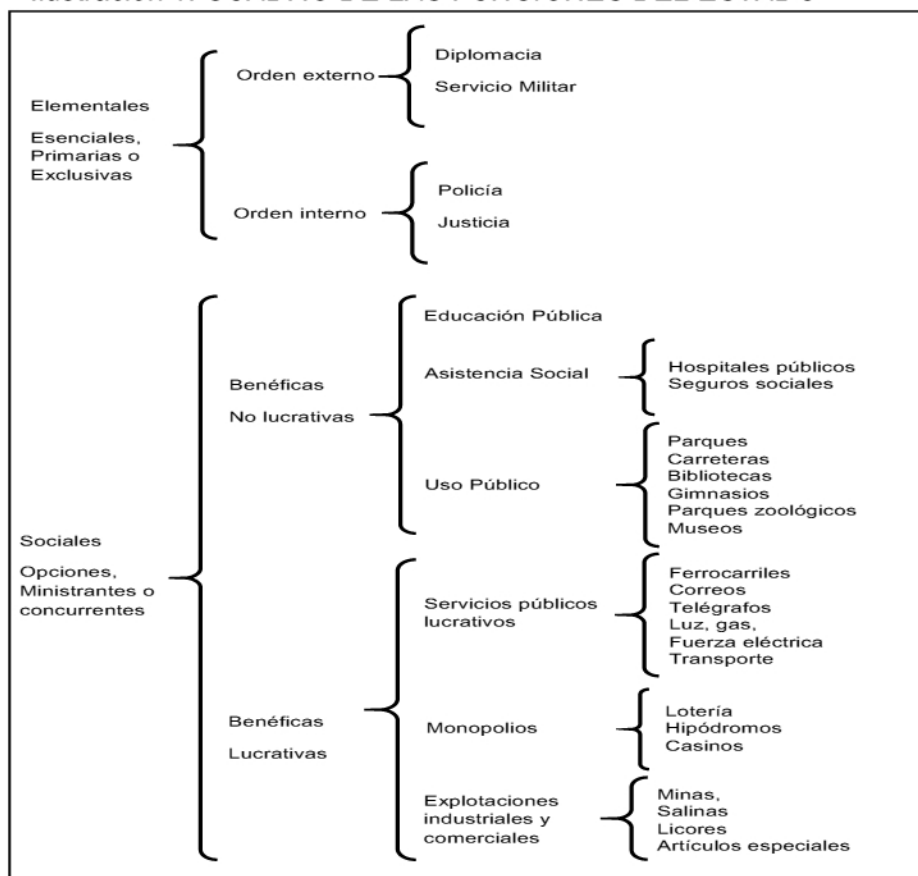 Elementales
Esenciales,
Primarias o
Exclusivas
Orden externo
Diplomacia
Servicio Militar
Orden interno
Policía
Justicia
Sociales
Opciones,
Ministrantes o
concurrentes
Benéficas
No lucrativas
Educación Pública
Asistencia Social
Hospitales públicos
Seguros sociales
Uso Público
Parques
Carreteras
Bibliotecas
Gimnasios
Parques zoológicos
Museos
Benéficas
Lucrativas
Servicios públicos
lucrativos
Ferrocarriles
Correos
Telégrafos
Luz, gas,
Fuerza eléctrica
Transporte
Monopolios
Lotería
Hipódromos
Casinos
Explotaciones
industriales y
comerciales
Minas,
Salinas
Licores
Artículos especiales